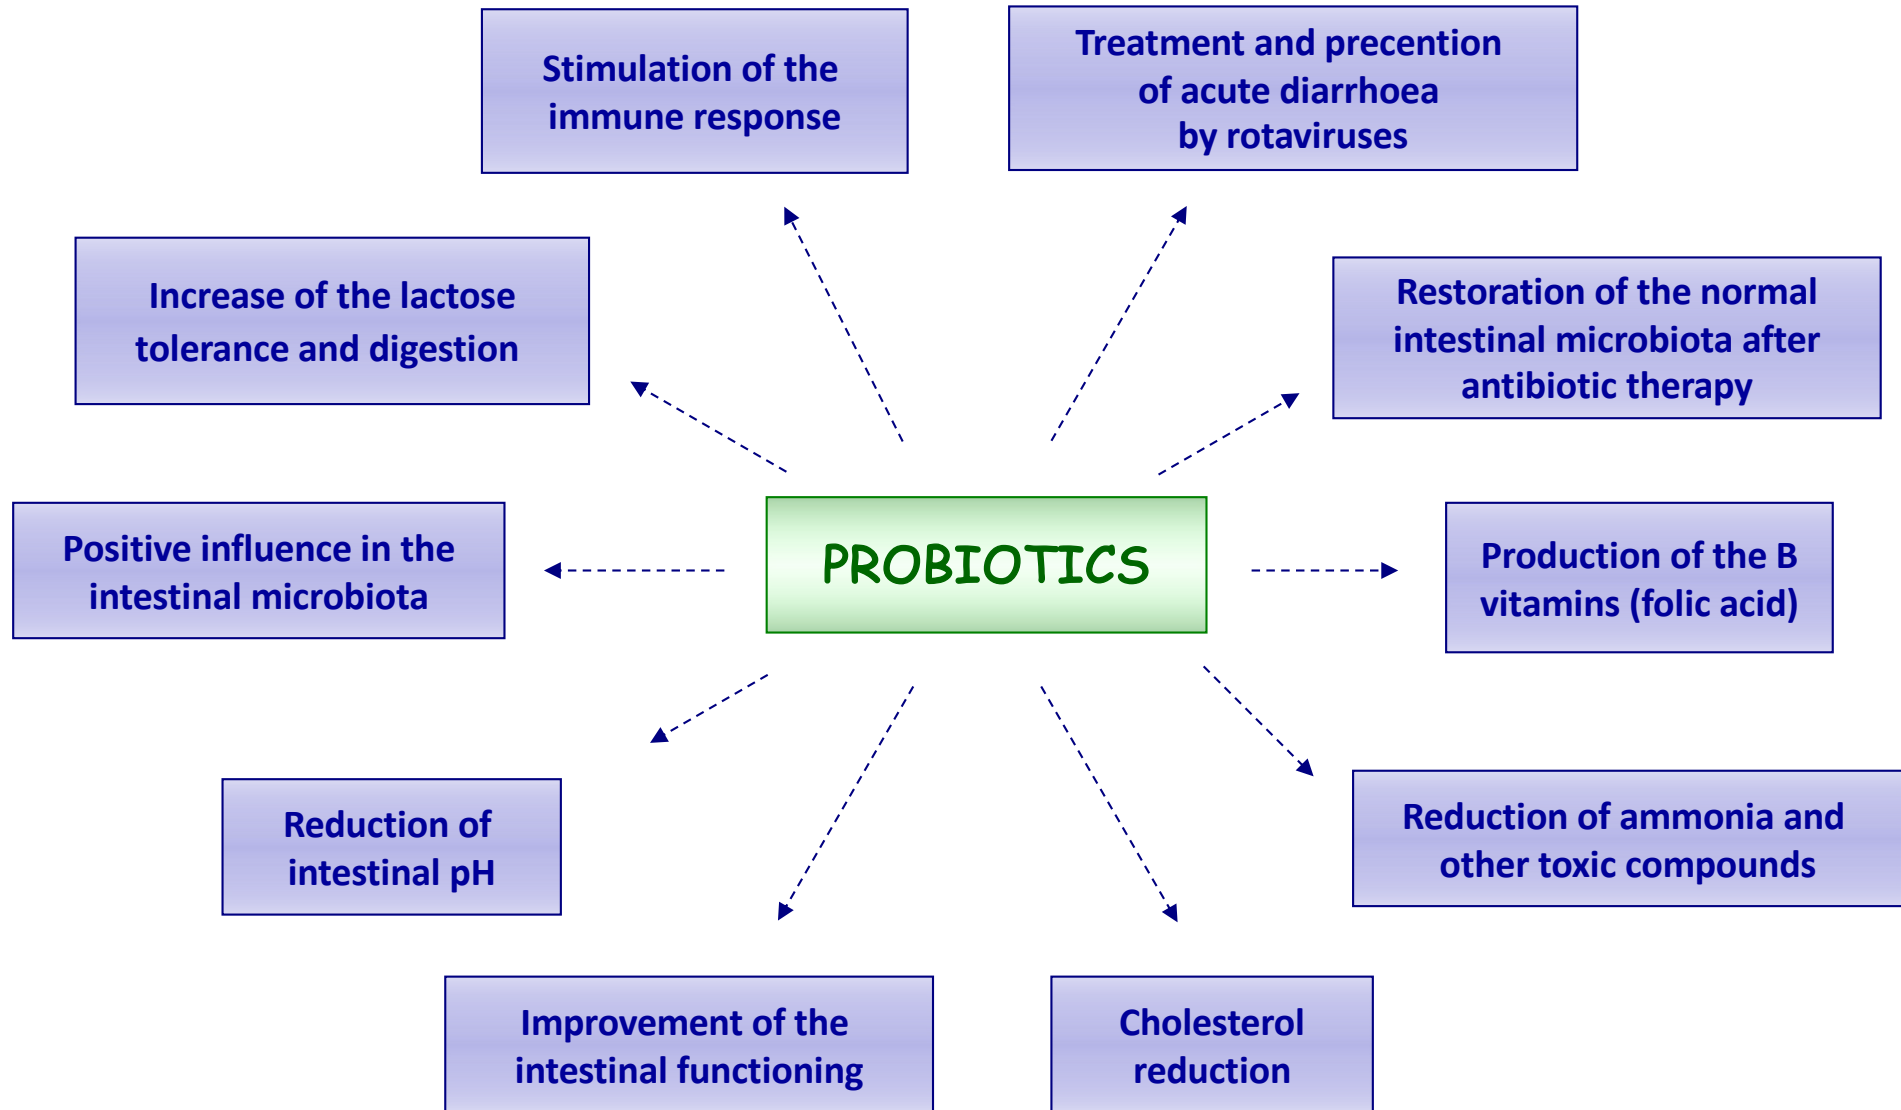 Stimulation of the
immune response
Treatment and precention
of acute diarrhoea
by rotaviruses
Increase of the lactose
tolerance and digestion
Restoration of the normal
intestinal microbiota after
antibiotic therapy
Positive influence in the
intestinal microbiota
PROBIOTICS
Production of the B
vitamins (folic acid)
Reduction of
intestinal pH
Reduction of ammonia and
other toxic compounds
Improvement of the
intestinal functioning
Cholesterol
reduction